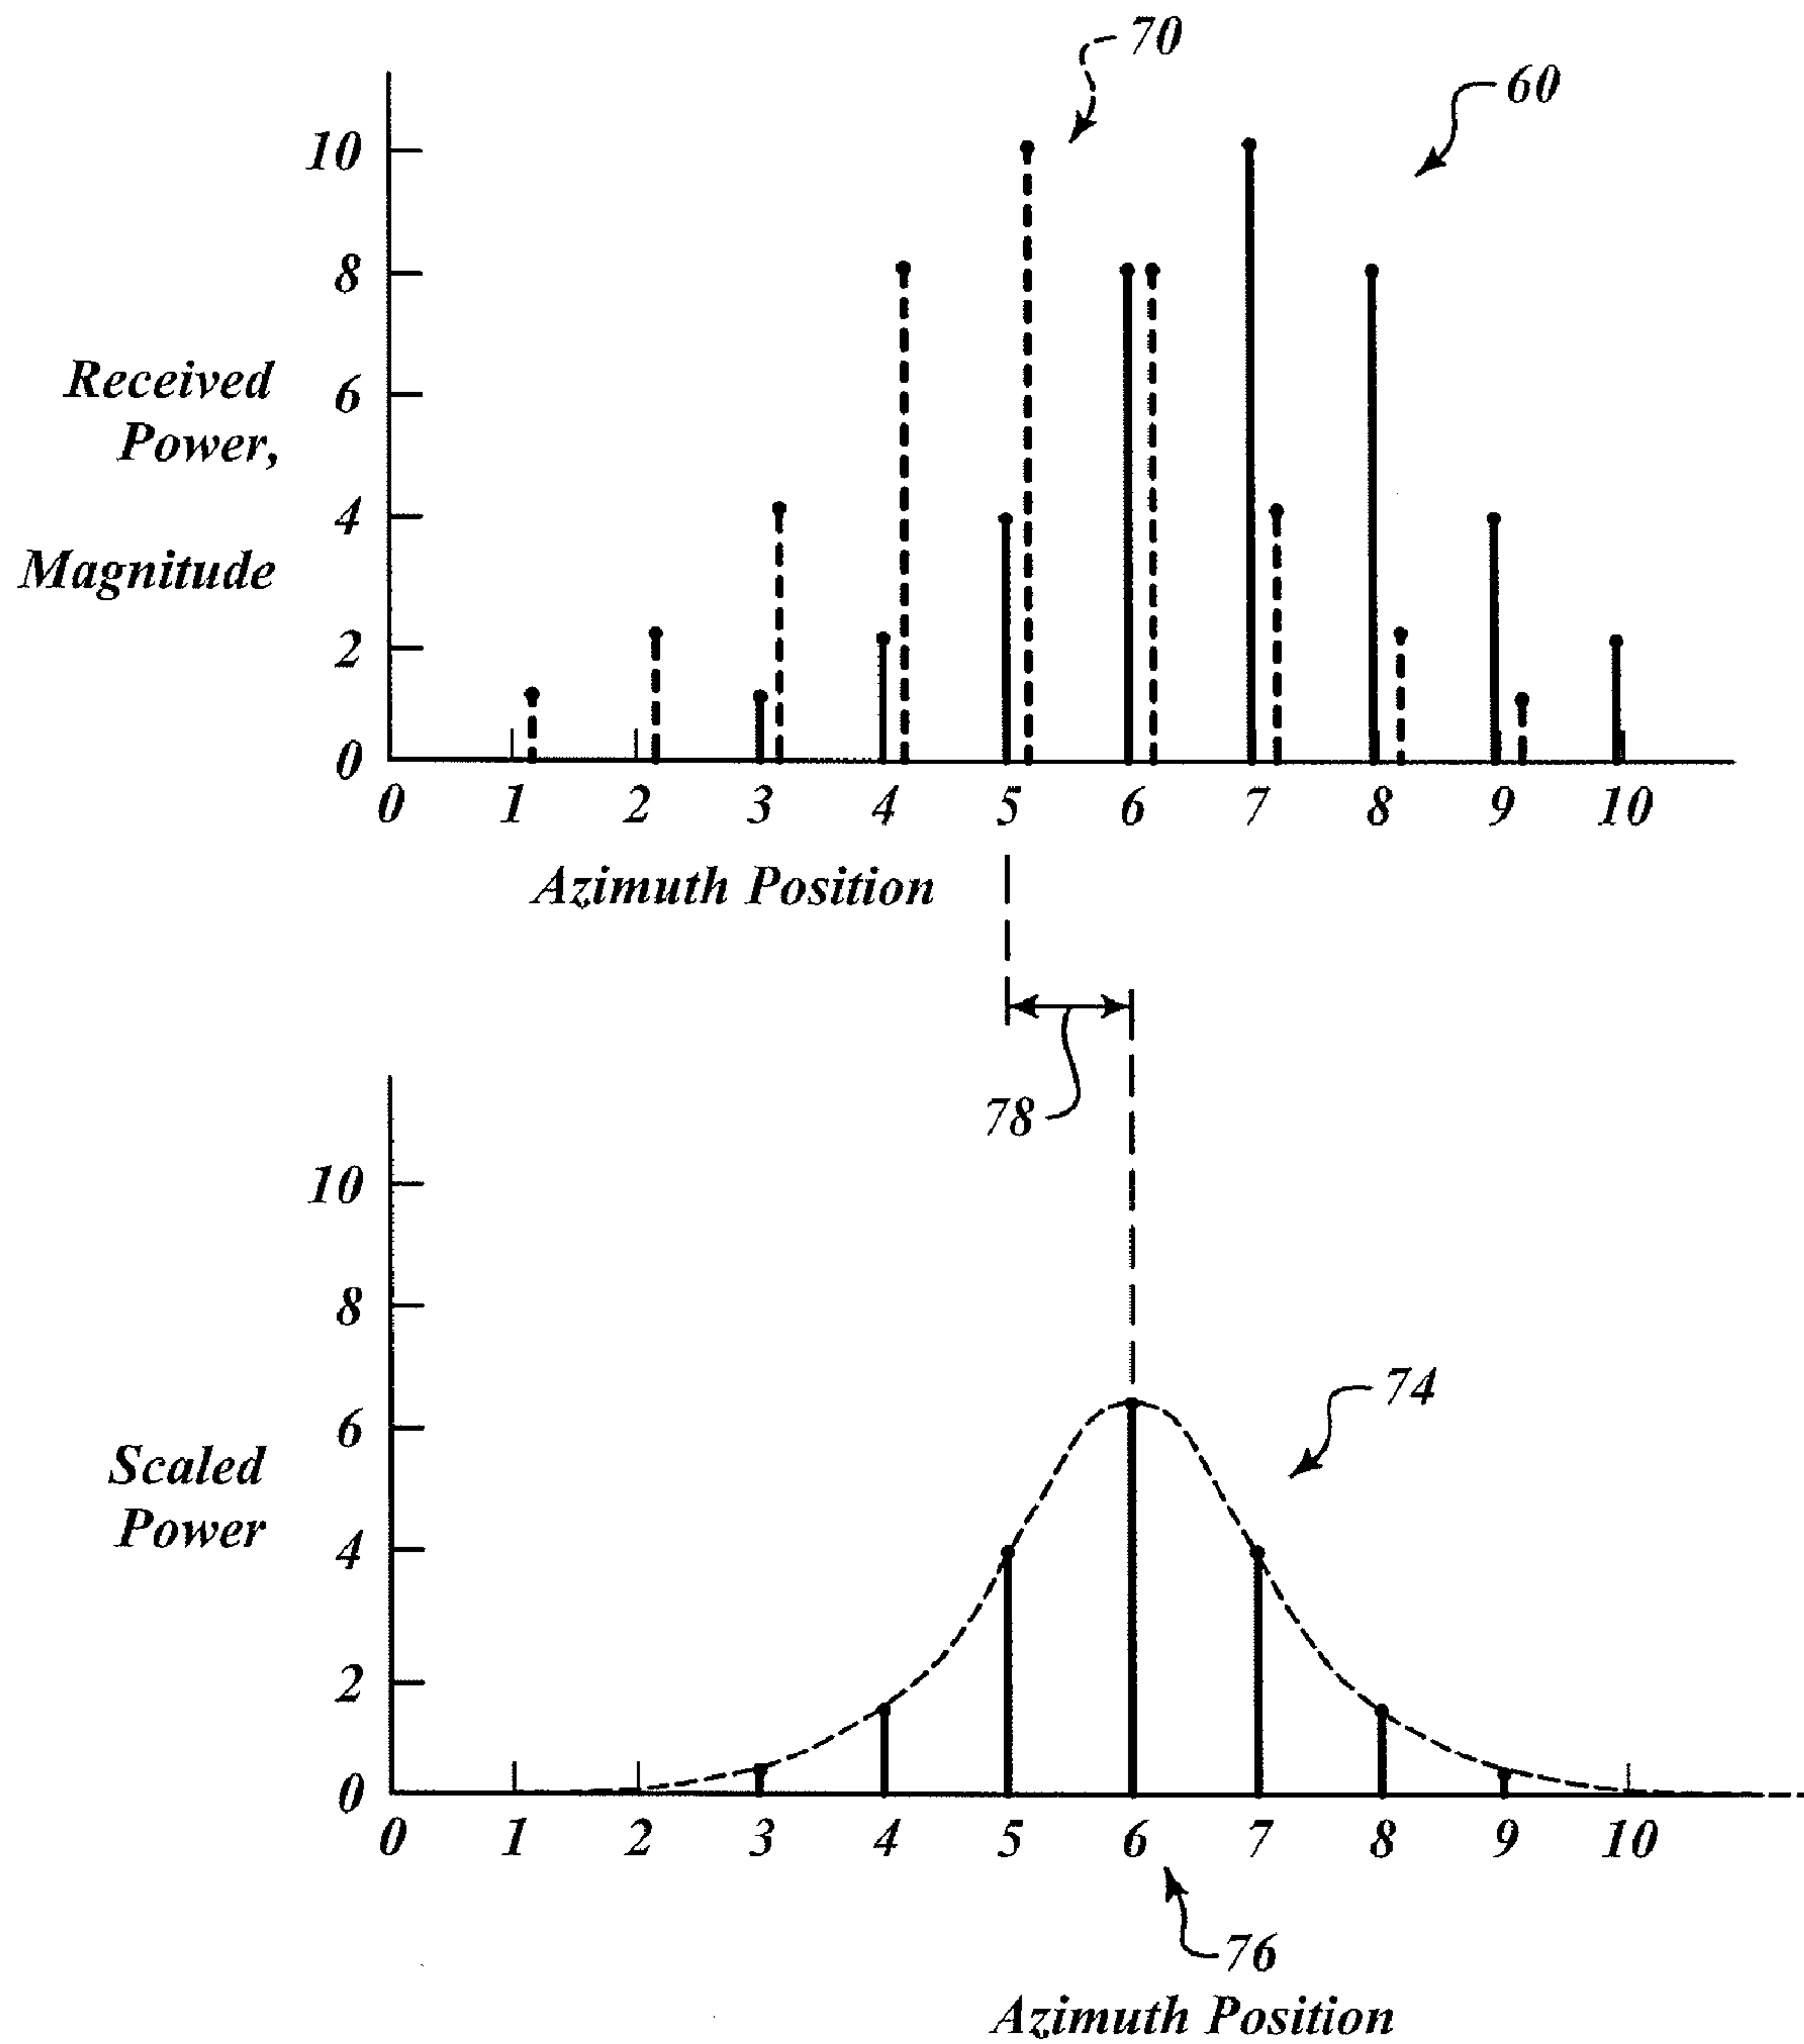 70
60
10
8
6
4
2
0
Received
Power,
Magnitude
0 1 2 3 4 5 6 7 8 9 10
Azimuth Position
78
10
8
6
4
2
0
Scaled
Power
74
0 1 2 3 4 5 6 7 8 9 10
76
Azimuth Position